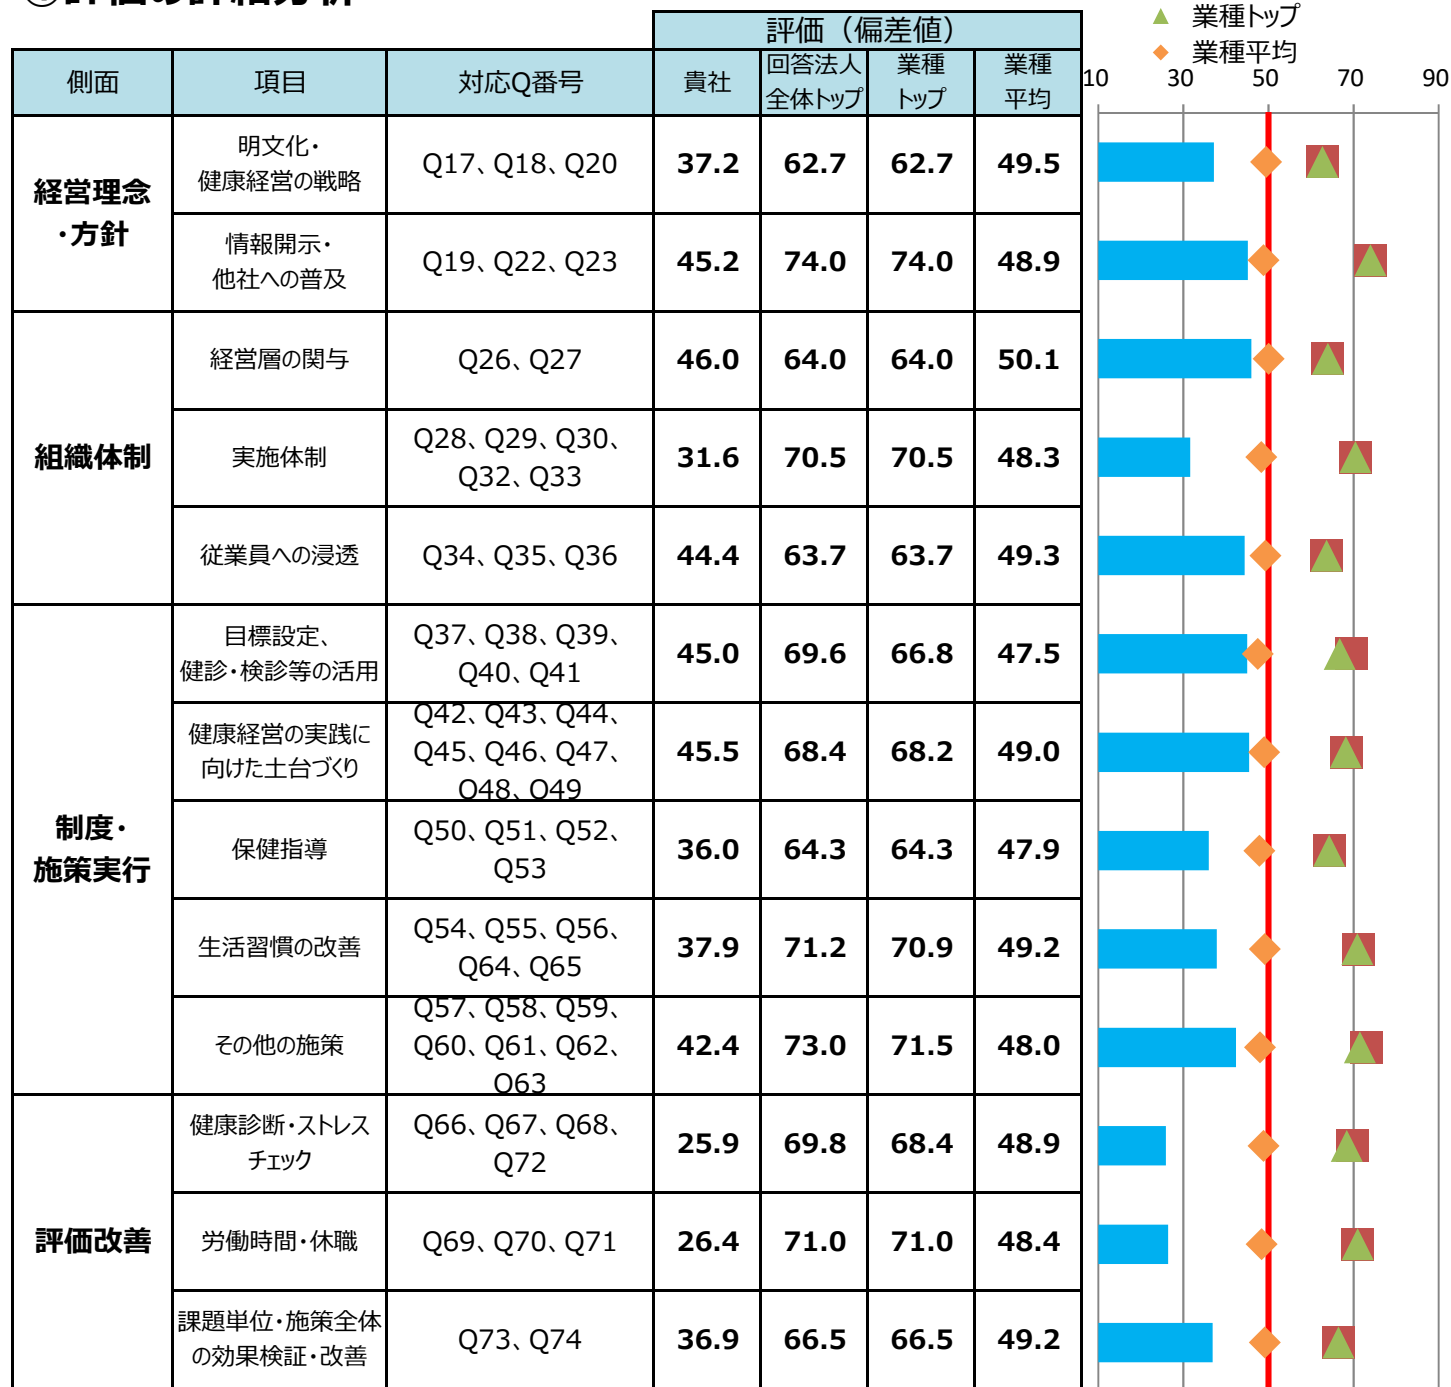 評価（偏差値）
▲ 業種トップ
◆ 業種平均
側面 項目 対応Q番号 貴社 回答法人 業種 業種
全体トップ トップ 平均
10 30 50 70 90
経営理念
・方針
明文化・
健康経営の戦略
Q17、Q18、Q20 37.2 62.7 62.7 49.5
情報開示・
他社への普及
Q19、Q22、Q23 45.2 74.0 74.0 48.9
組織体制
経営層の関与 Q26、Q27 46.0 64.0 64.0 50.1
実施体制
Q28、Q29、Q30、
Q32、Q33
31.6 70.5 70.5 48.3
従業員への浸透 Q34、Q35、Q36 44.4 63.7 63.7 49.3
制度・
施策実行
目標設定、
健診・検診等の活用
Q37、Q38、Q39、
Q40、Q41
45.0 69.6 66.8 47.5
健康経営の実践に
向けた土台づくり
Q42、Q43、Q44、
Q45、Q46、Q47、
Q48、Q49
45.5 68.4 68.2 49.0
保健指導
Q50、Q51、Q52、
Q53
36.0 64.3 64.3 47.9
生活習慣の改善
Q54、Q55、Q56、
Q64、Q65
37.9 71.2 70.9 49.2
その他の施策
Q57、Q58、Q59、
Q60、Q61、Q62、
Q63
42.4 73.0 71.5 48.0
評価改善
健康診断・ストレス
チェック
Q66、Q67、Q68、
Q72
25.9 69.8 68.4 48.9
労働時間・休職 Q69、Q70、Q71 26.4 71.0 71.0 48.4
課題単位・施策全体
の効果検証・改善
Q73、Q74 36.9 66.5 66.5 49.2